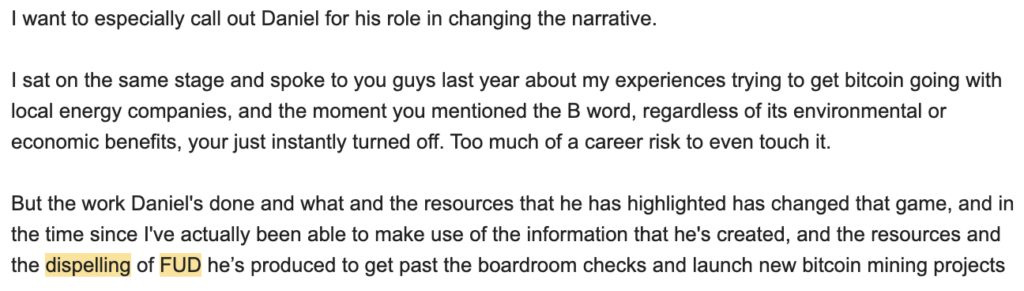 I want to especially call out Daniel for his role in changing the narrative.
I sat on the same stage and spoke to you guys last year about my experiences trying to get bitcoin going with
local energy companies, and the moment you mentioned the B word, regardless of its environmental or
economic benefits, your just instantly turned off. Too much of a career risk to even touch it.
But the work Daniel's done and what and the resources that he has highlighted has changed that game, and in
the time since I've actually been able to make use of the information that he's created, and the resources and
the dispelling of FUD he’s produced to get past the boardroom checks and launch new bitcoin mining projects